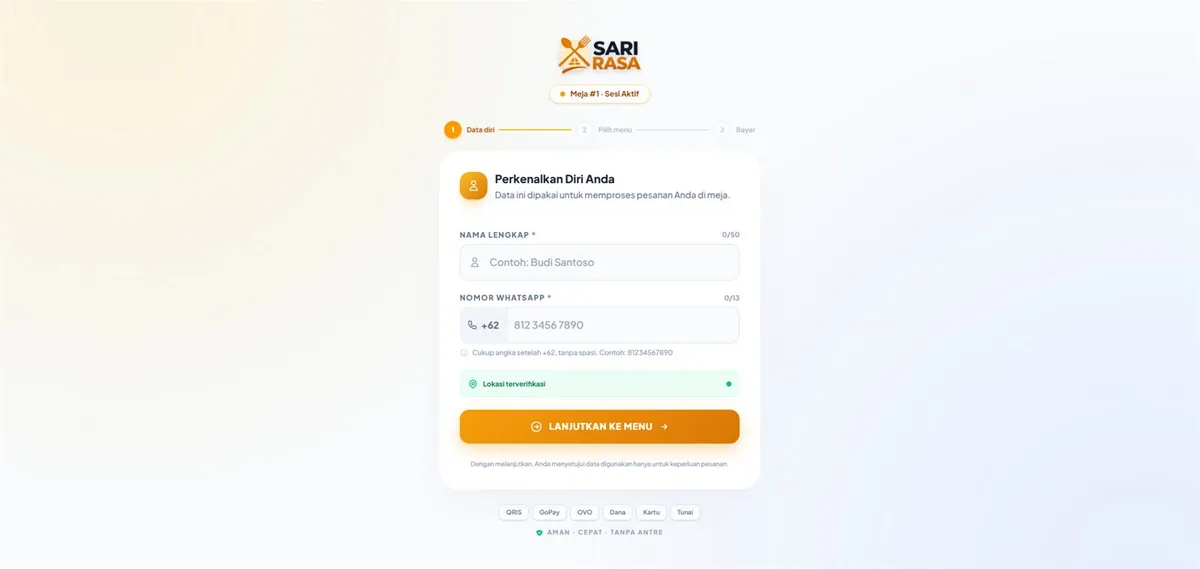 SARI
RASA
Meja #1 · Sesi Aktif
1 Data diri 2 Pilih menu 3 Bayar
Perkenalkan Diri Anda
Data ini dipakai untuk memproses pesanan Anda di meja.
NAMA LENGKAP * 0/50
Contoh: Budi Santoso
NOMOR WHATSAPP * 0/13
+62 812 3456 7890
Cukup angka setelah +62, tanpa spasi. Contoh: 81234567890
Lokasi terverifikasi
LANJUTKAN KE MENU →
Dengan melanjutkan, Anda menyetujui data digunakan hanya untuk keperluan pesanan.
QRIS GoPay OVO Dana Kartu Tunai
AMAN · CEPAT · TANPA ANTRE